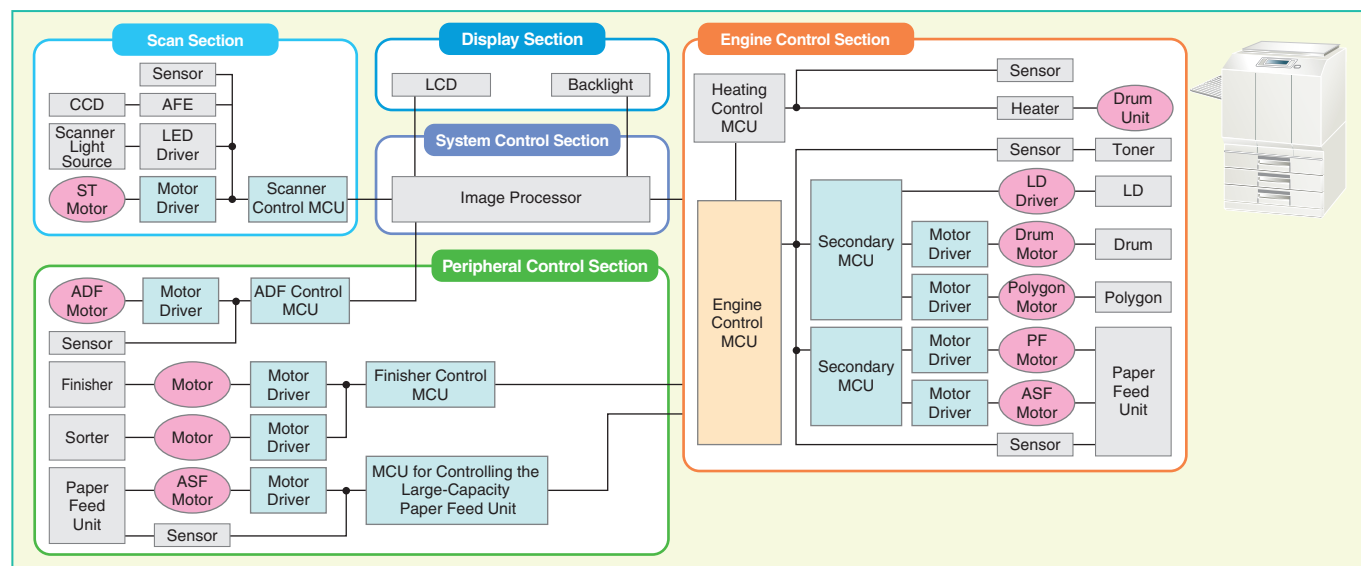 Scan Section
Sensor
CCD
AFE
Scanner
Light
Source
LED
Driver
ST
Motor
Motor
Driver
Scanner
Control MCU
Display Section
LCD
Backlight
System Control Section
Image Processor
Peripheral Control Section
ADF
Motor
Motor
Driver
ADF Control
MCU
Sensor
Finisher
Motor
Motor
Driver
Finisher Control
MCU
Sorter
Motor
Motor
Driver
Paper
Feed
Unit
ASF
Motor
Motor
Driver
MCU for Controlling the
Large-Capacity
Paper Feed Unit
Sensor
Engine Control Section
Heating
Control
MCU
Sensor
Heater
Drum
Unit
Sensor
Toner
Engine
Control
MCU
Secondary
MCU
LD
Driver
LD
Motor
Driver
Drum
Motor
Drum
Motor
Driver
Polygon
Motor
Polygon
Secondary
MCU
Motor
Driver
PF
Motor
Motor
Driver
ASF
Motor
Paper
Feed
Unit
Sensor